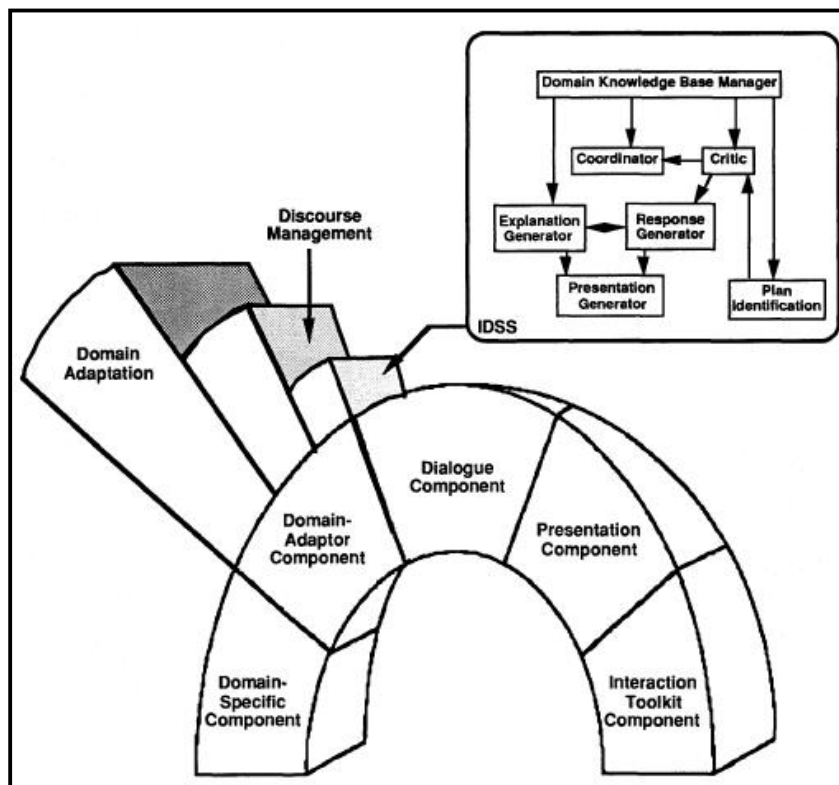 Domain Knowledge Base Manager
Coordinator
Critic
Explanation
Generator
Response
Generator
Presentation
Generator
Plan
Identification
Discourse
Management
IDSS
Domain
Adaptation
Dialogue
Component
Domain-
Adaptor
Component
Presentation
Component
Domain-
Specific
Component
Interaction
Toolkit
Component